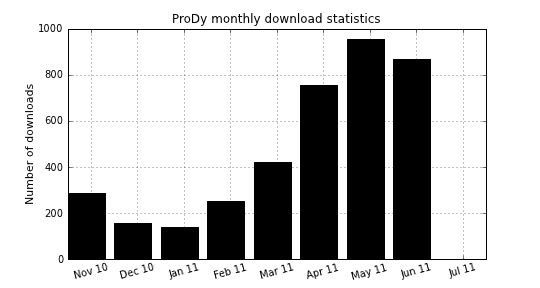 ProDy monthly download statistics
Number of downloads
1000
800
600
400
200
0
Nov 10
Dec 10
Jan 11
Feb 11
Mar 11
Apr 11
May 11
Jun 11
Jul 11